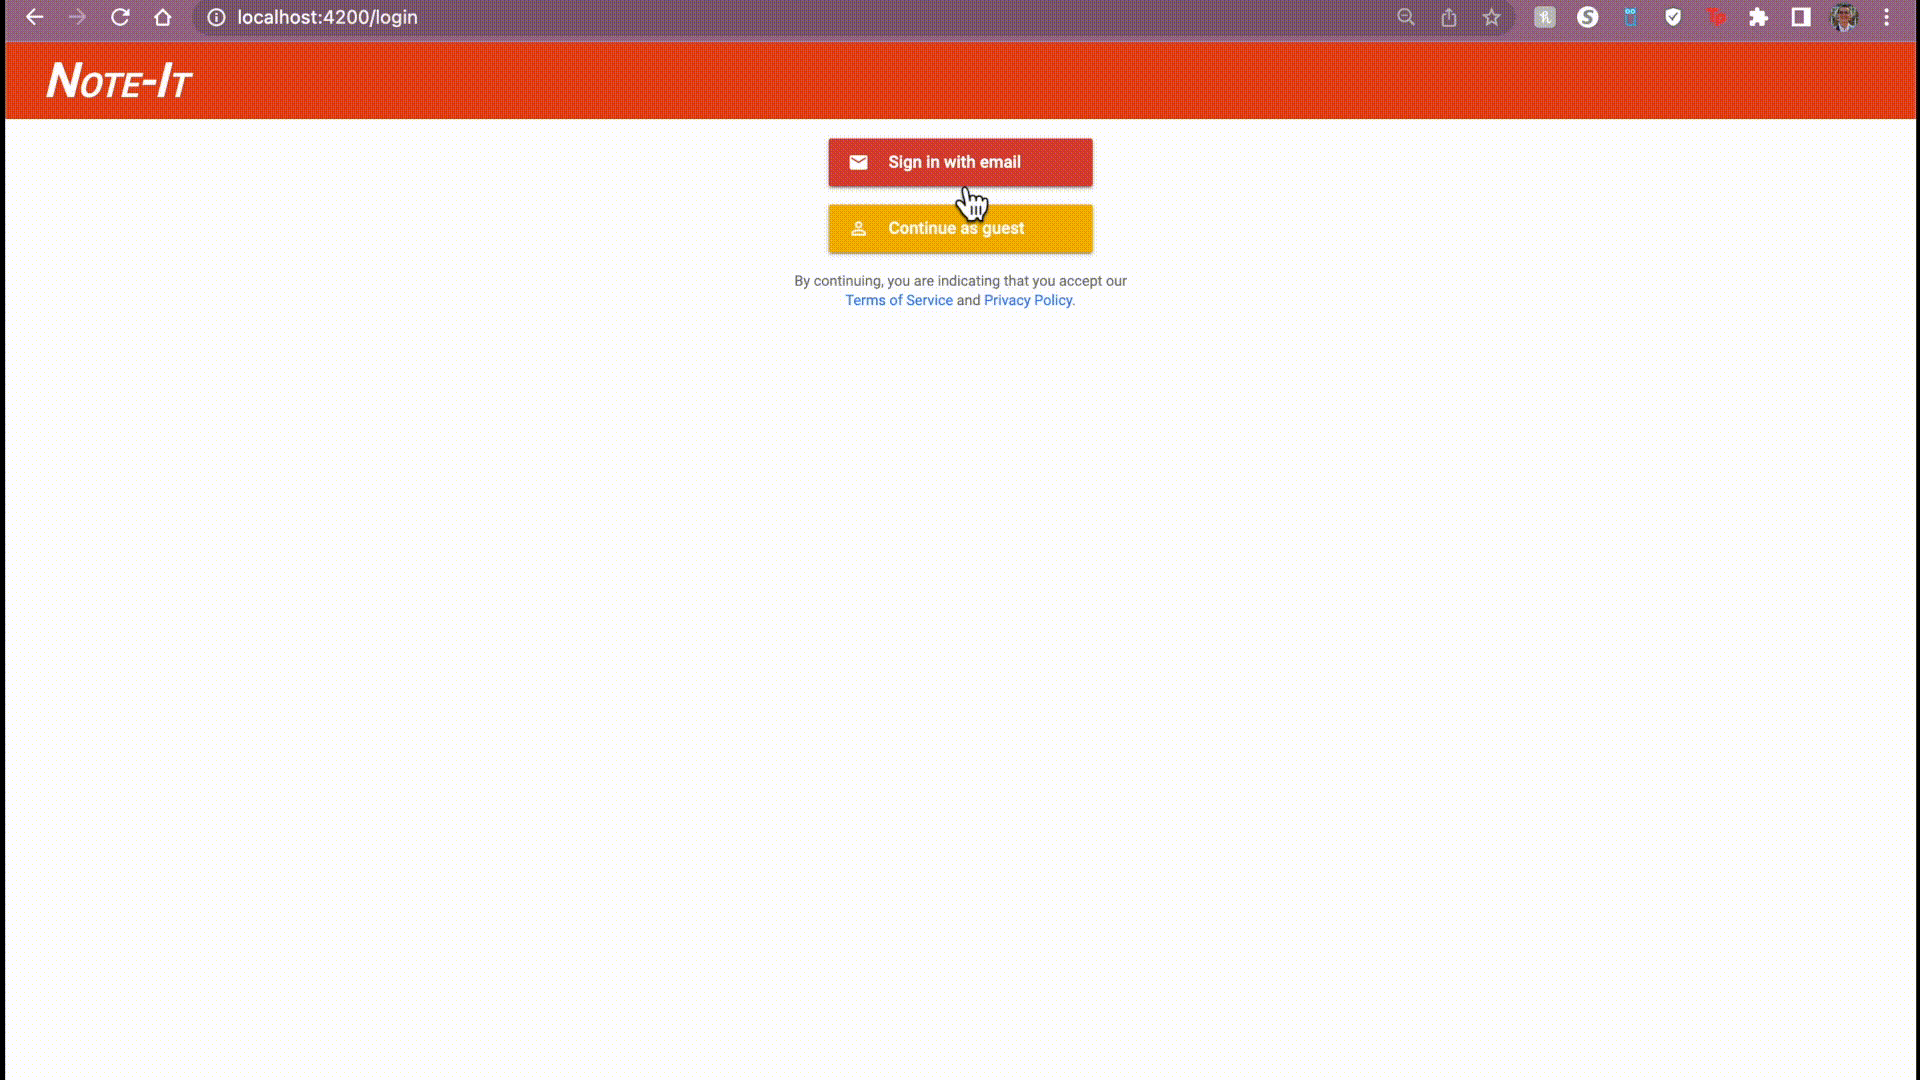 localhost:4200/login
NOTE-IT
Sign in with email
Continue as guest
By continuing, you are indicating that you accept our
Terms of Service and Privacy Policy.